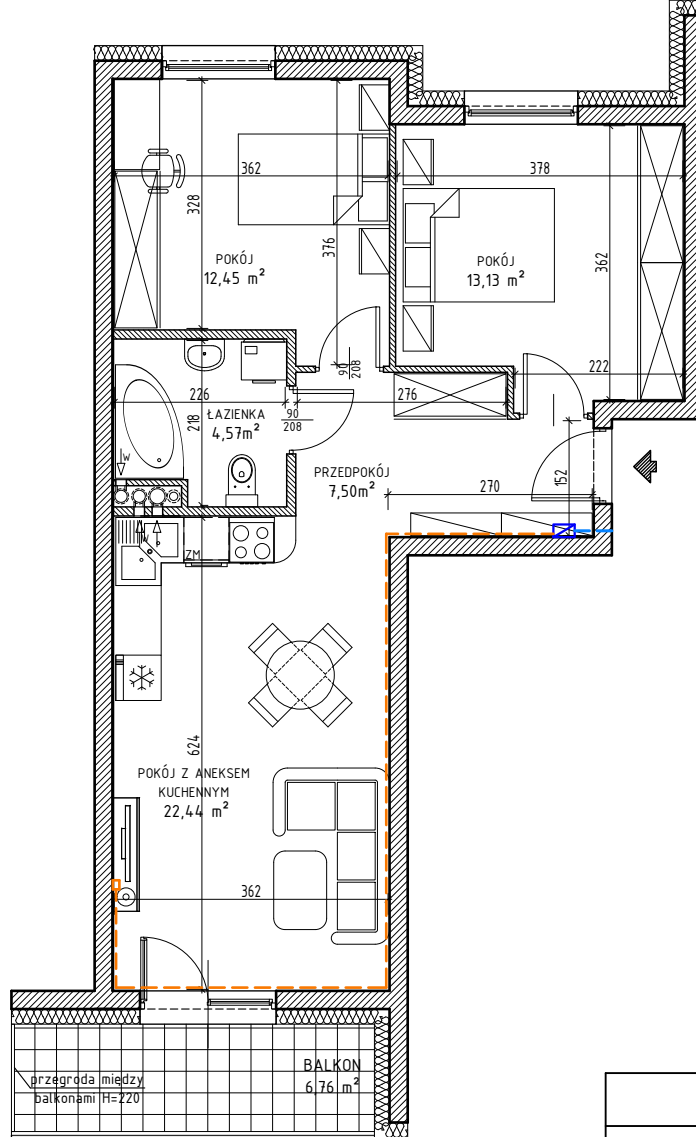 362
378
328
376
362
POKÓJ
12,45 m²
POKÓJ
13,13 m²
90
208
222
226
276
218
ŁAZIENKA
4,57m²
90
208
W
PRZEDPOKÓJ
7,50m²
270
152
W
ZM
624
POKÓJ Z ANEKSEM
KUCHENNYM
22,44 m²
362
BALKON
6,76 m²
przegroda między
balkonami H=220